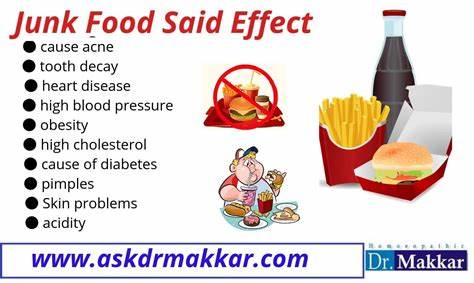 Junk Food Said Effect
● cause acne
● tooth decay
● heart disease
● high blood pressure
● obesity
● high cholesterol
● cause of diabetes
● pimples
● Skin problems
● acidity
www.askdrmakkar.com
Homoeopathic
Dr. Makkar